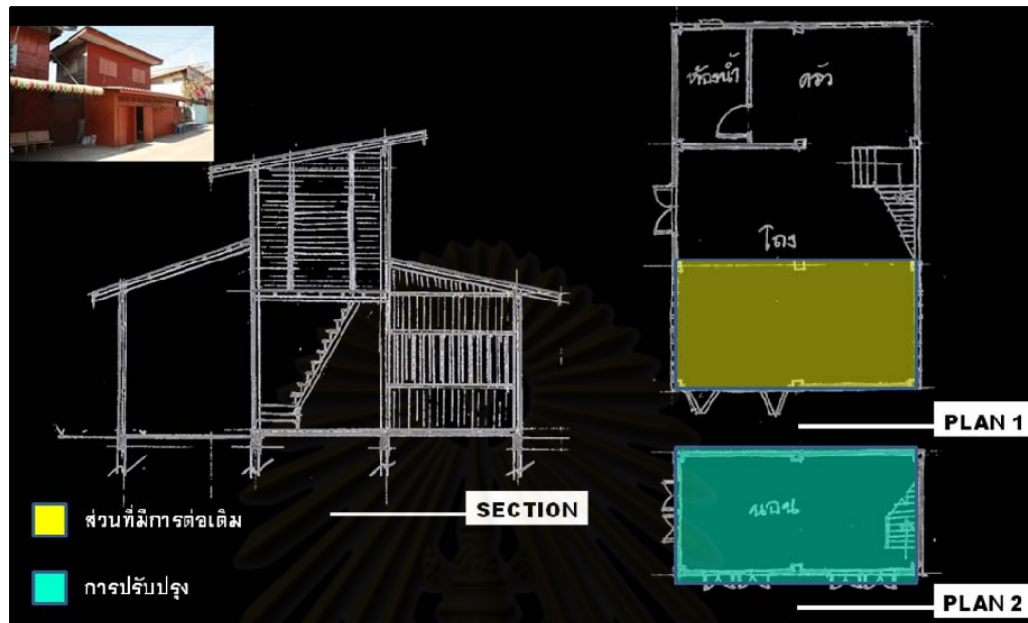 ห้องน้ำ
ครัว
โถง
PLAN 1
SECTION
นอน
ส่วนที่มีการต่อเติม
การปรับปรุง
PLAN 2